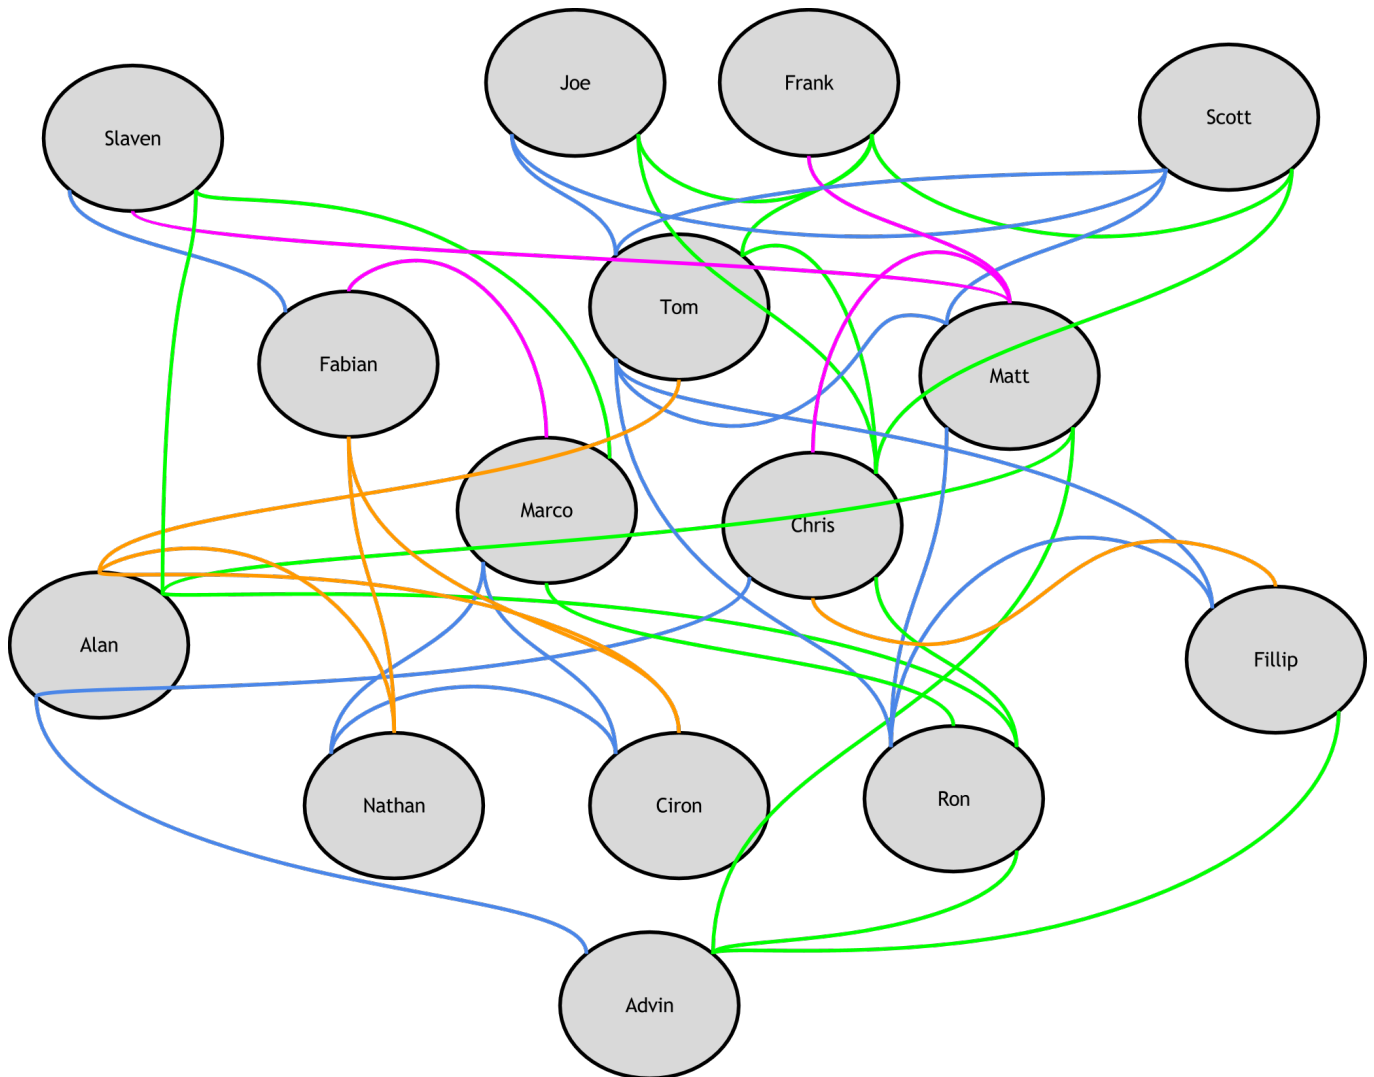 Joe
Frank
Scott
Slaven
Tom
Fabian
Matt
Marco
Chris
Alan
Fillip
Nathan
Ciron
Ron
Advin